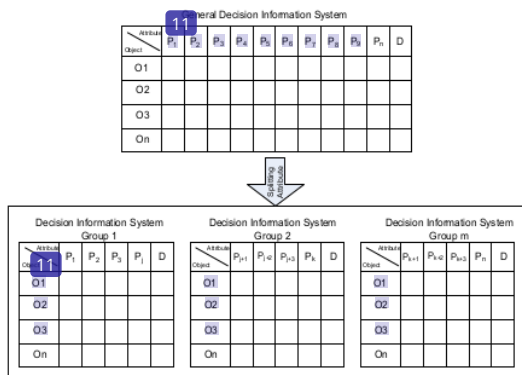 General Decision Information System
11
Attribute
Object
P1 P2 P3 P4 P5 P6 P7 P8 P9 Pn D
O1
O2
O3
On
Splitting
Attribute
Decision Information System
Group 1
Attribute
Object
11
P1 P2 P3 Pj D
O1
O2
O3
On
Decision Information System
Group 2
Attribute
Object
Pj+1 Pj+2 Pj+3 Pk D
O1
O2
O3
On
Decision Information System
Group m
Attribute
Object
Pk+1 Pk+2 Pk+3 Pn D
O1
O2
O3
On